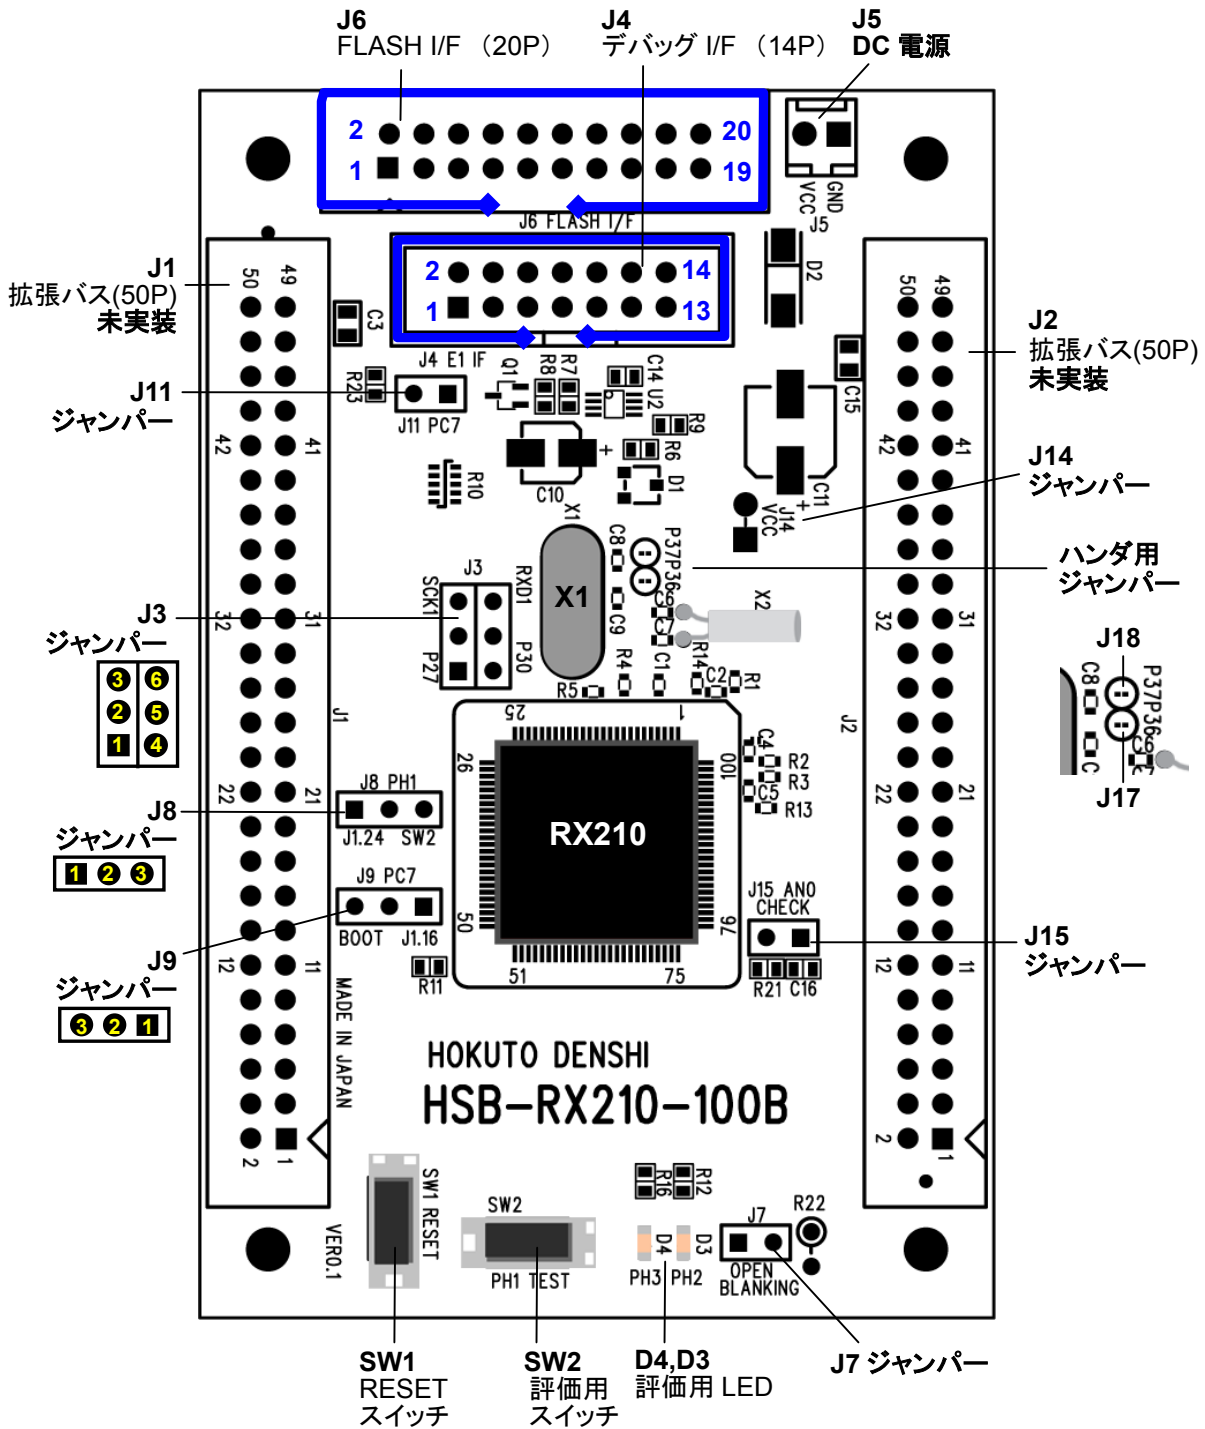 J6
FLASH I/F （20P）
J4
デバッグ I/F （14P）
J5
DC 電源
2
20
1
19
VCC
GND
J6 FLASH I/F
J5
D2
2
14
1
13
J4 E1 IF
J1
拡張バス(50P)
未実装
50
49
C3
50
49
J2
拡張バス(50P)
未実装
J11
ジャンパー
R23
J11 PC7
Q1
R8
R7
C14
U2
R9
R6
C15
42
41
42
41
R10
C10
+
D1
C11
+
J14
VCC
J14
ジャンパー
X1
C8
P37
P36
ハンダ用
ジャンパー
J3
SCK1
RXD1
X1
C9
C6
C7
X2
J3
ジャンパー
3
6
2
5
1
4
32
31
P27
P30
R4
C1
R14
C2
R1
R5
32
31
J18
C8
P37
P36
J17
J1
25
1
26
100
C4
R2
R3
C5
R13
J2
J8 PH1
J1.24
SW2
RX210
22
21
22
21
J8
ジャンパー
1
2
3
J9 PC7
BOOT
J1.16
50
51
75
76
J15 AN0
CHECK
R21
C16
R11
J15
ジャンパー
J9
ジャンパー
3
2
1
12
11
12
11
MADE IN JAPAN
HOKUTO DENSHI
HSB-RX210-100B
2
1
2
1
SW1 RESET
VER0.1
SW2
PH1 TEST
R16
R12
D4
D3
PH3
PH2
J7
R22
OPEN
BLANKING
SW1
RESET
スイッチ
SW2
評価用
スイッチ
D4,D3
評価用 LED
J7 ジャンパー